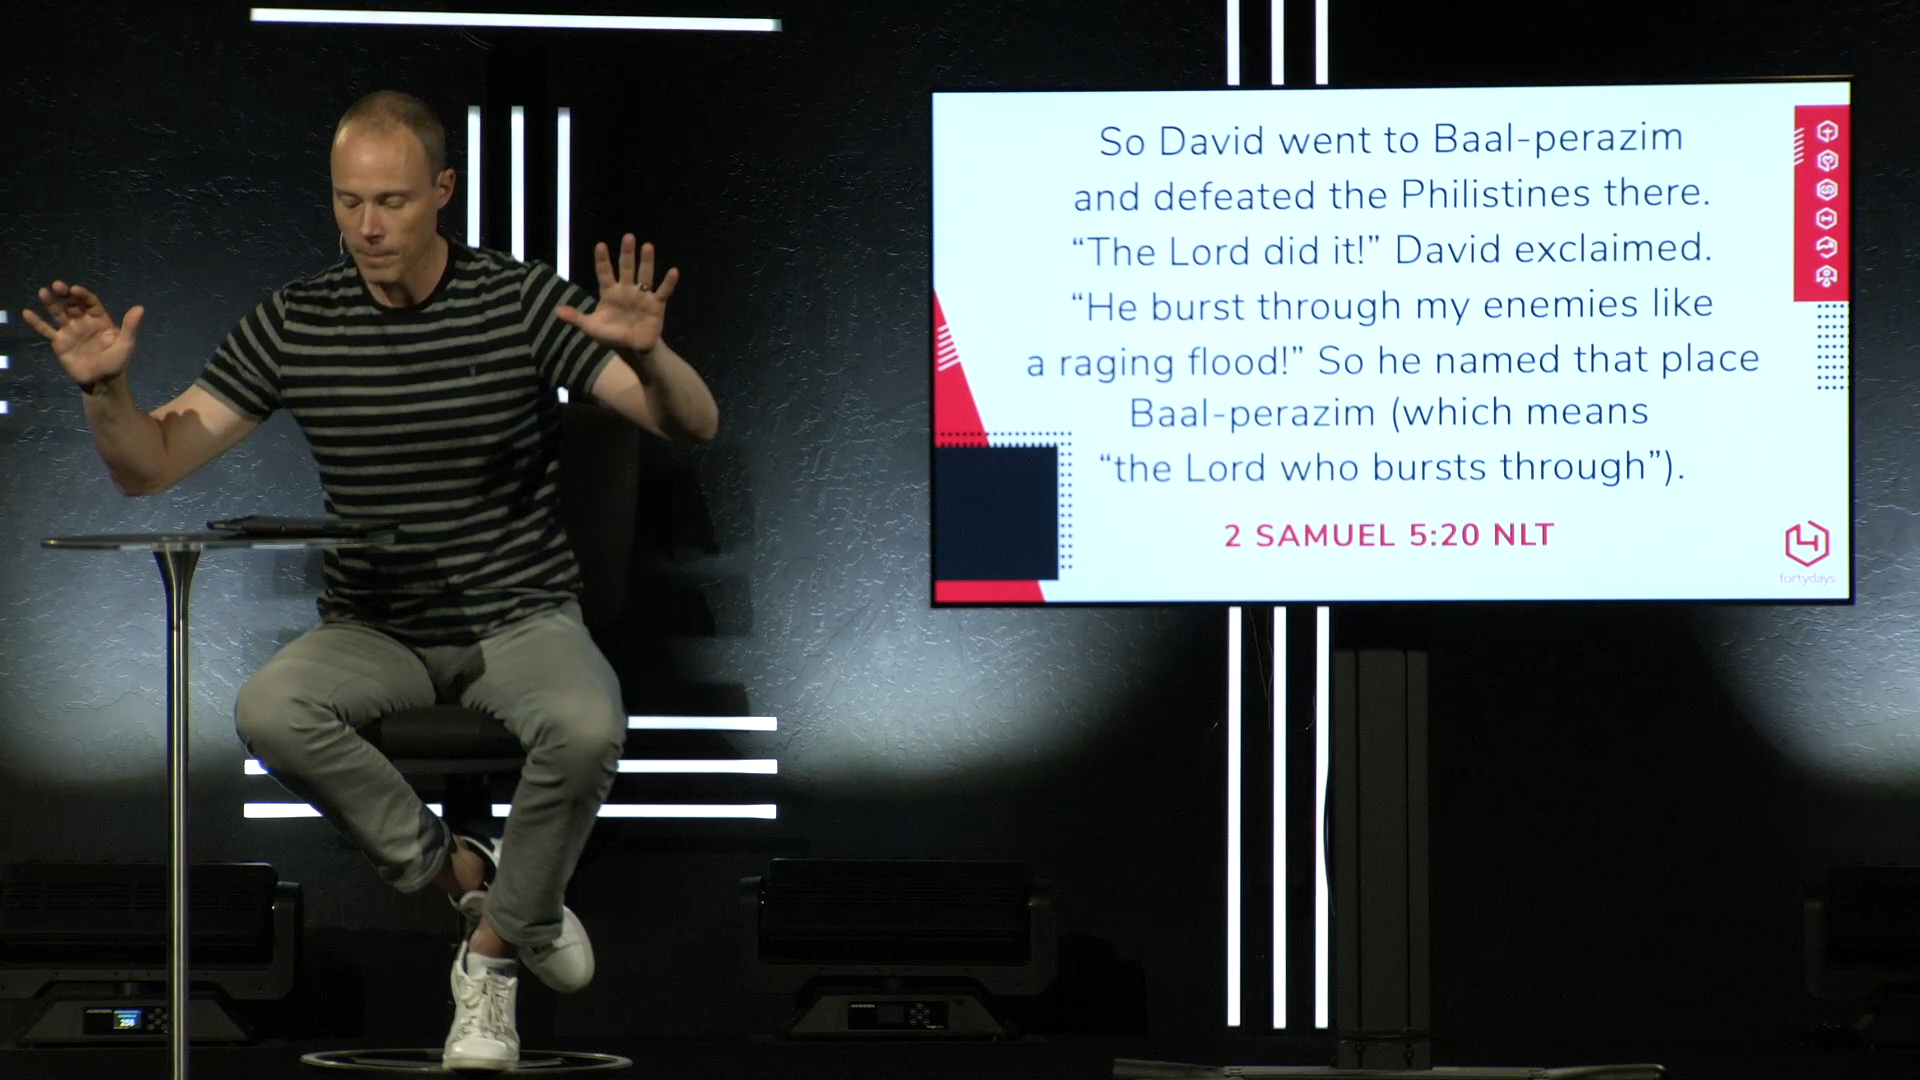 So David went to Baal-perazim
and defeated the Philistines there.
“The Lord did it!” David exclaimed.
“He burst through my enemies like
a raging flood!” So he named that place
Baal-perazim (which means
“the Lord who bursts through”).
2 SAMUEL 5:20 NLT
fortydays